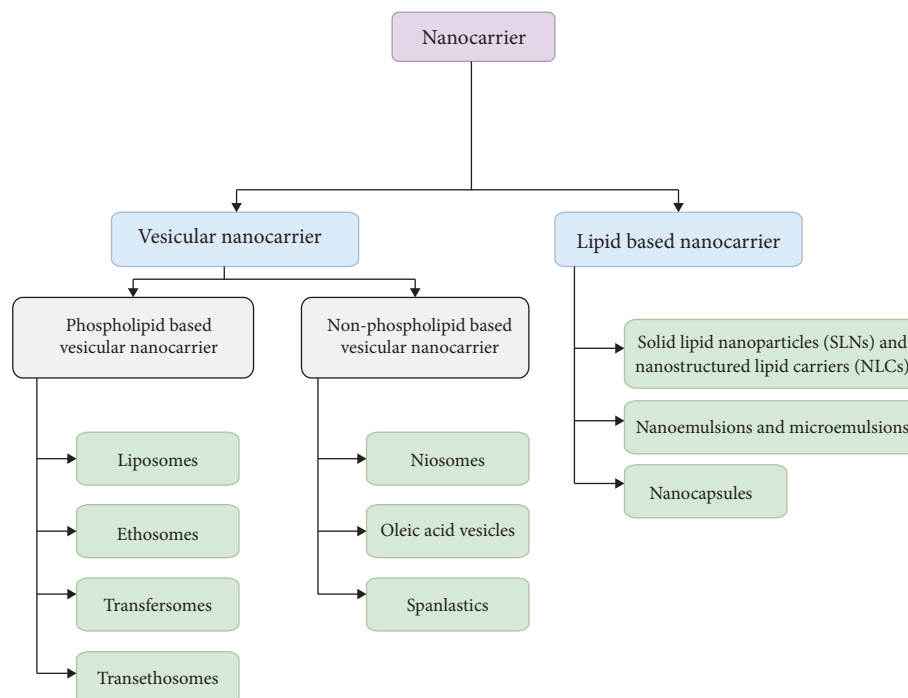 Nanocarrier
Vesicular nanocarrier
Lipid based nanocarrier
Phospholipid based
vesicular nanocarrier
Non-phospholipid based
vesicular nanocarrier
Solid lipid nanoparticles (SLNs) and
nanostructured lipid carriers (NLCs)
Nanoemulsions and microemulsions
Nanocapsules
Liposomes
Ethosomes
Transfersomes
Transethosomes
Niosomes
Oleic acid vesicles
Spanlastics